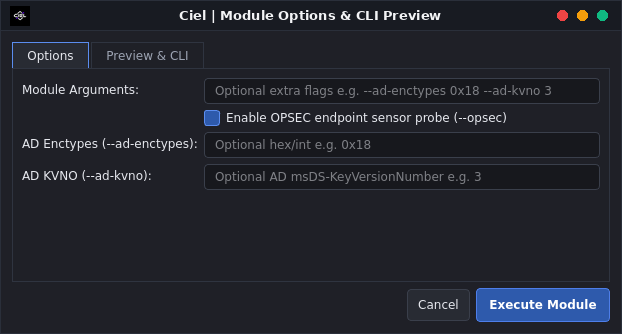 Ciel | Module Options & CLI Preview
Options
Preview & CLI
Module Arguments:
Optional extra flags e.g. --ad-enctypes 0x18 --ad-kvno 3
Enable OPSEC endpoint sensor probe (--opsec)
AD Enctypes (--ad-enctypes):
Optional hex/int e.g. 0x18
AD KVNO (--ad-kvno):
Optional AD msDS-KeyVersionNumber e.g. 3
Cancel
Execute Module